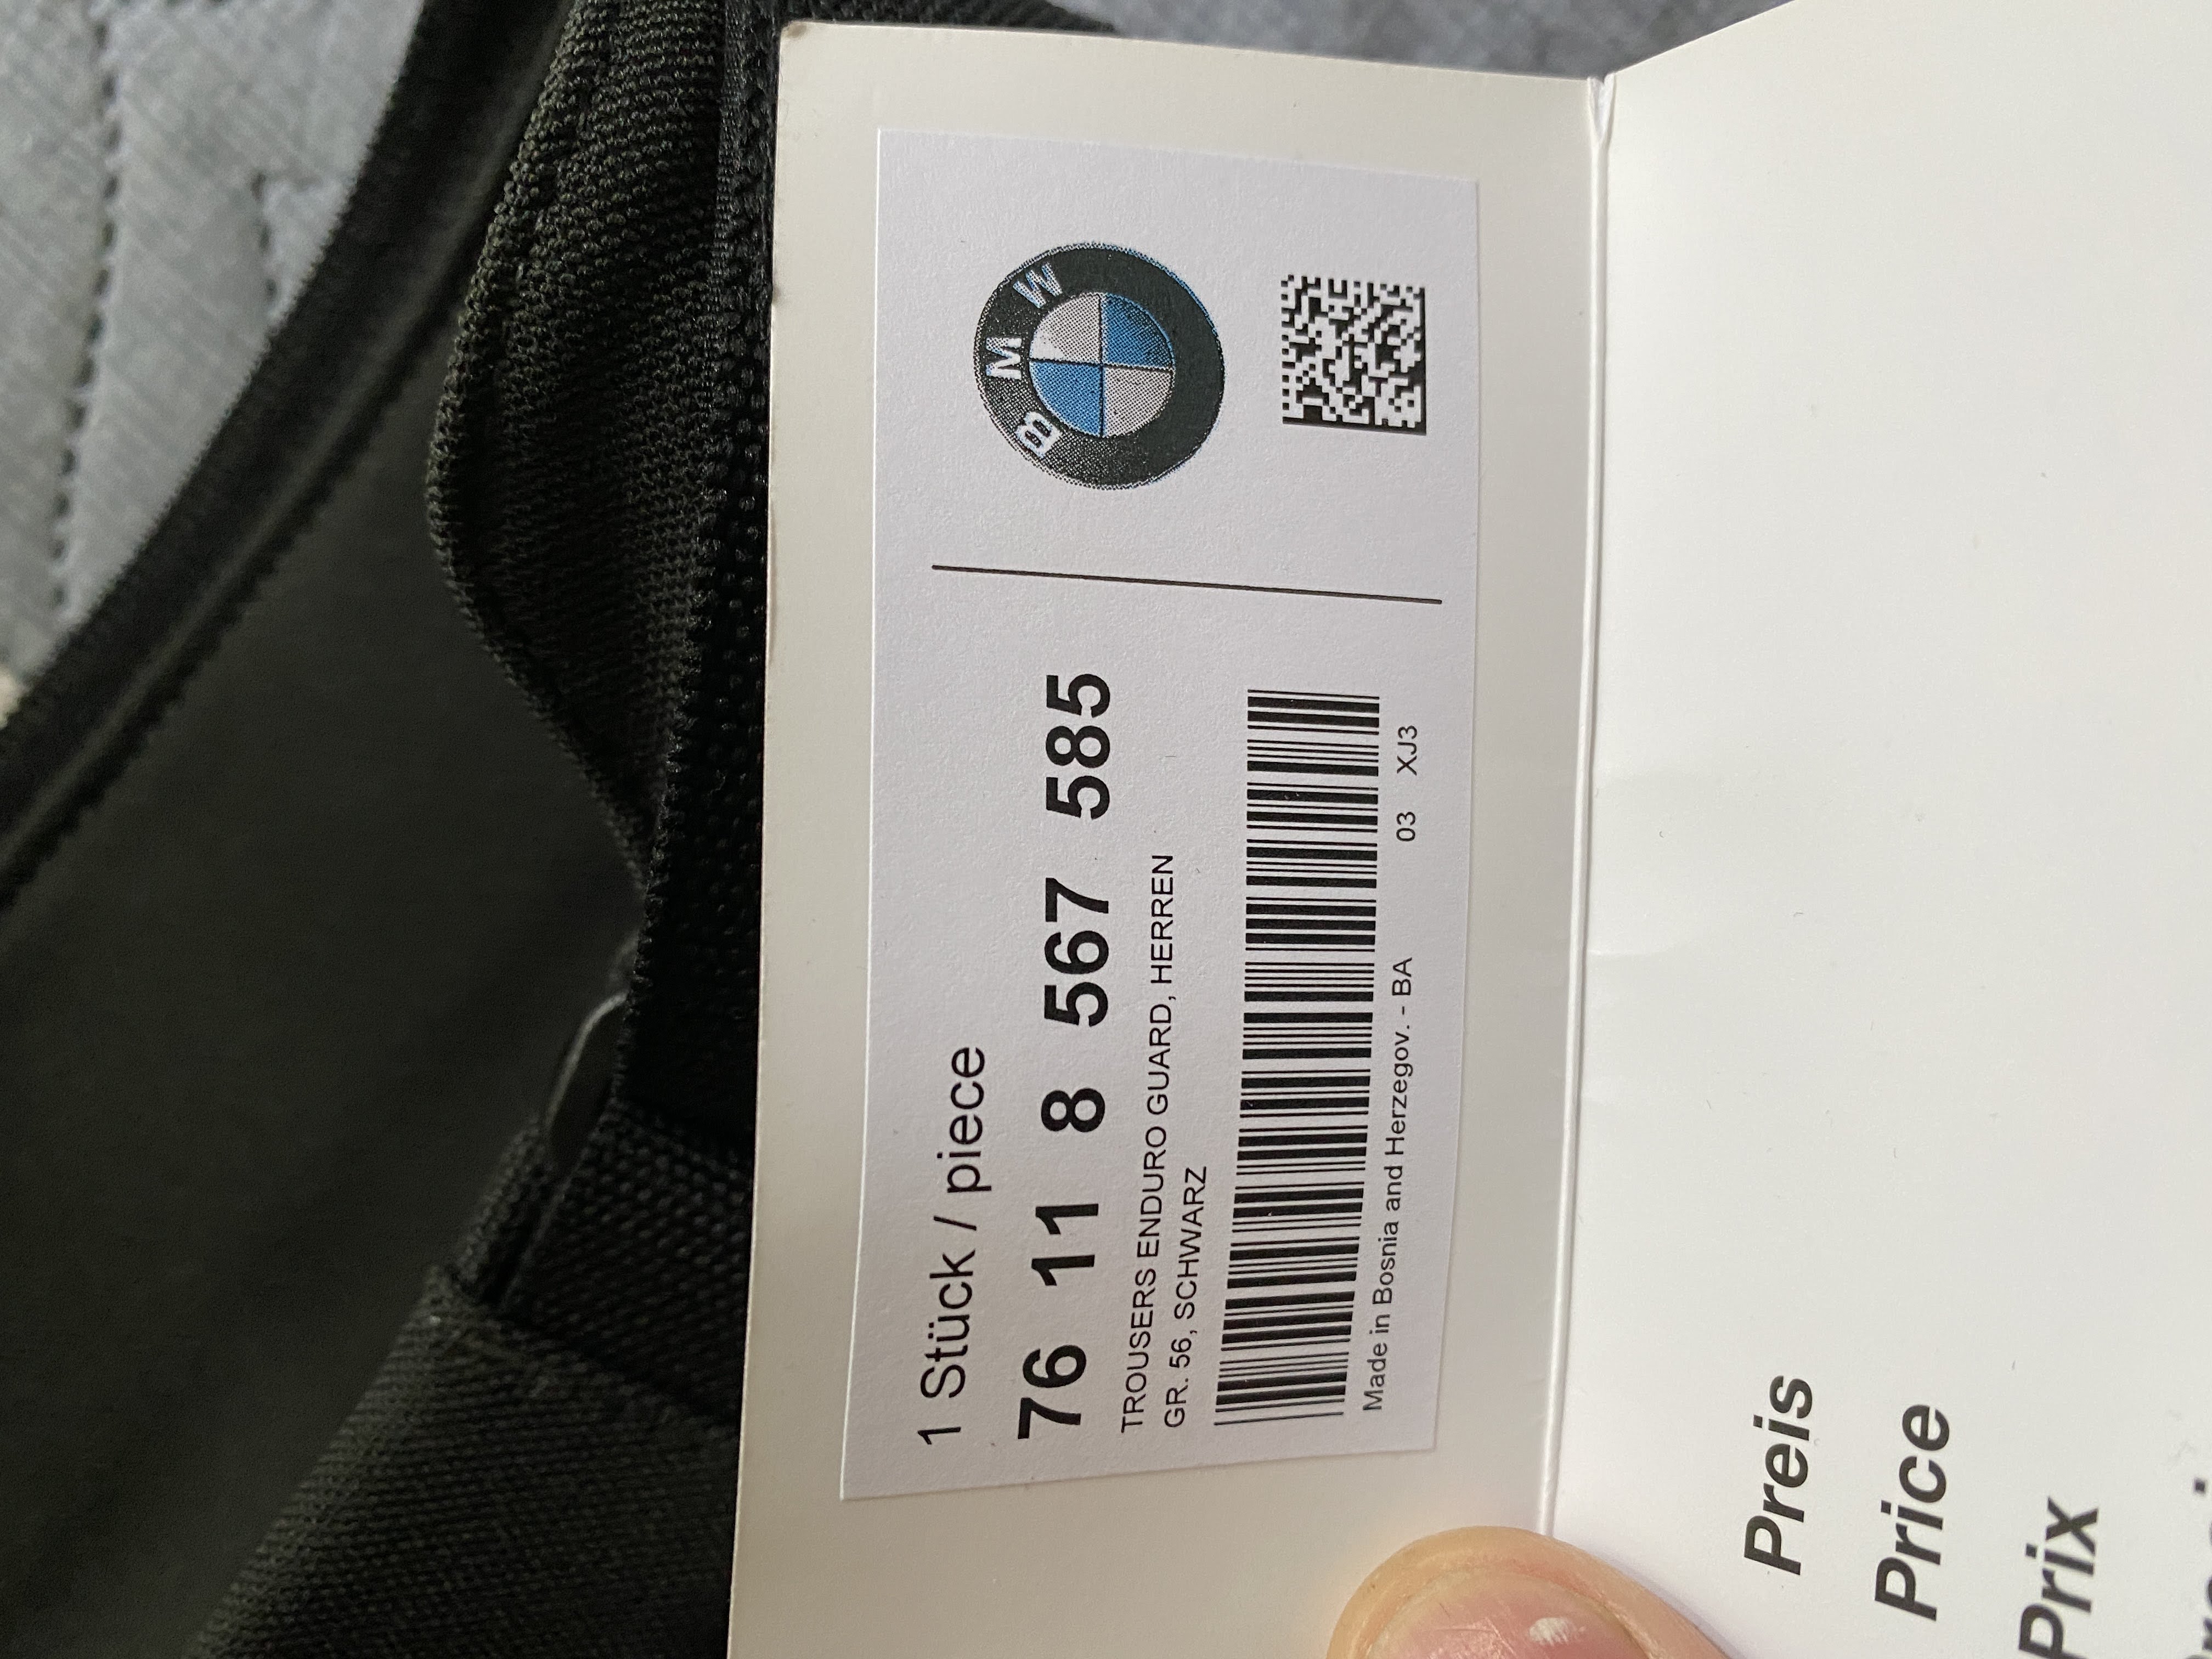 1 Stück / piece
76 11 8 567 585
TROUSERS ENDURO GUARD, HERREN
GR. 56, SCHWARZ
Made in Bosnia and Herzegov. - BA 03 XJ3
BMW
Preis
Price
Prix